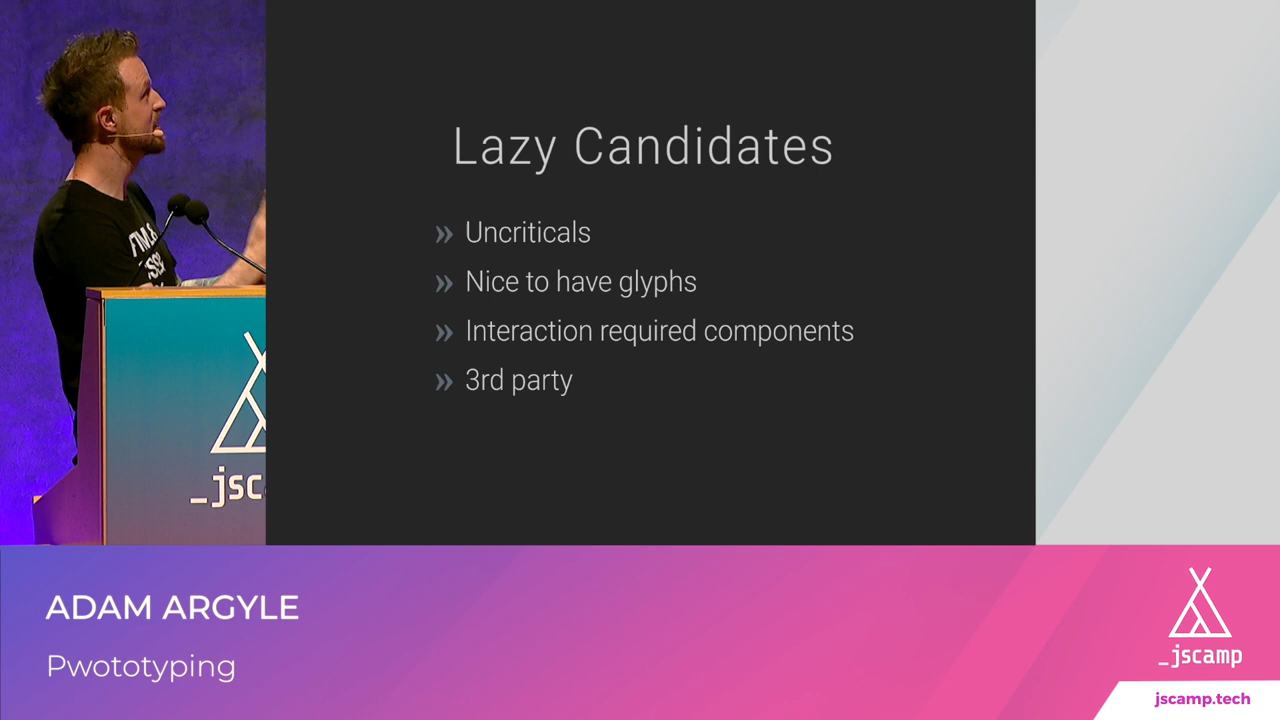 Lazy Candidates
» Uncriticals
» Nice to have glyphs
» Interaction required components
» 3rd party
_jsc
ADAM ARGYLE
Pwototyping
_jscamp
jscamp.tech